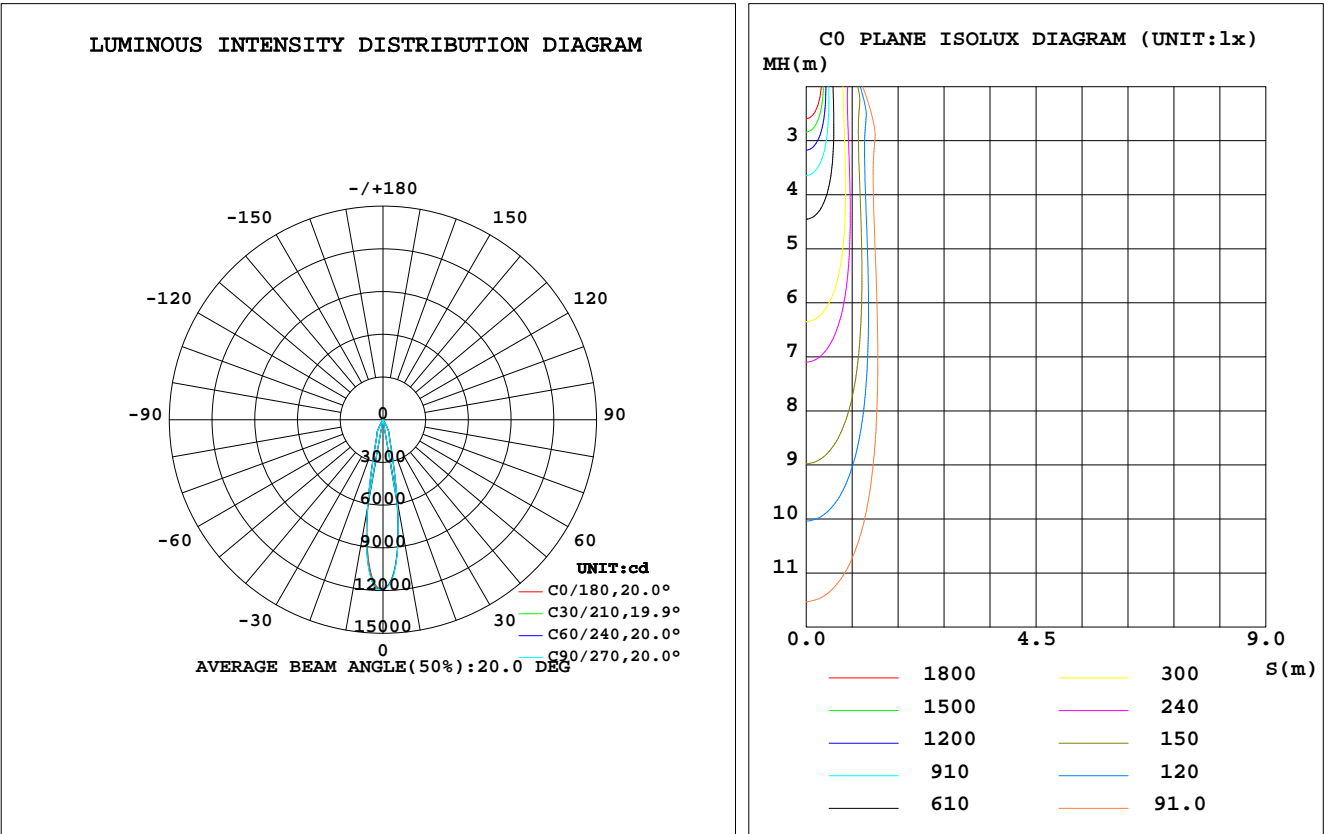 LUMINOUS INTENSITY DISTRIBUTION DIAGRAM
-/+180
-150 150
-120 120
-90 0 90
3000
6000
-60 9000 60
UNIT:cd
12000 C0/180,20.0°
C30/210,19.9°
-30 15000 30 C60/240,20.0°
0 C90/270,20.0°
AVERAGE BEAM ANGLE(50%):20.0 DEG
C0 PLANE ISOLUX DIAGRAM (UNIT:lx)
MH(m)
3
4
5
6
7
8
9
10
11
0.0 4.5 9.0
S(m)
1800 300
1500 240
1200 150
910 120
610 91.0